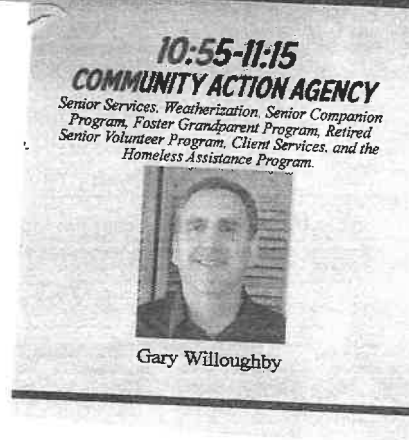 10:55-11:15
COMMUNITY ACTION AGENCY
Senior Services, Weatherization, Senior Companion
Program, Foster Grandparent Program, Retired
Senior Volunteer Program, Client Services, and the
Homeless Assistance Program.
Gary Willoughby